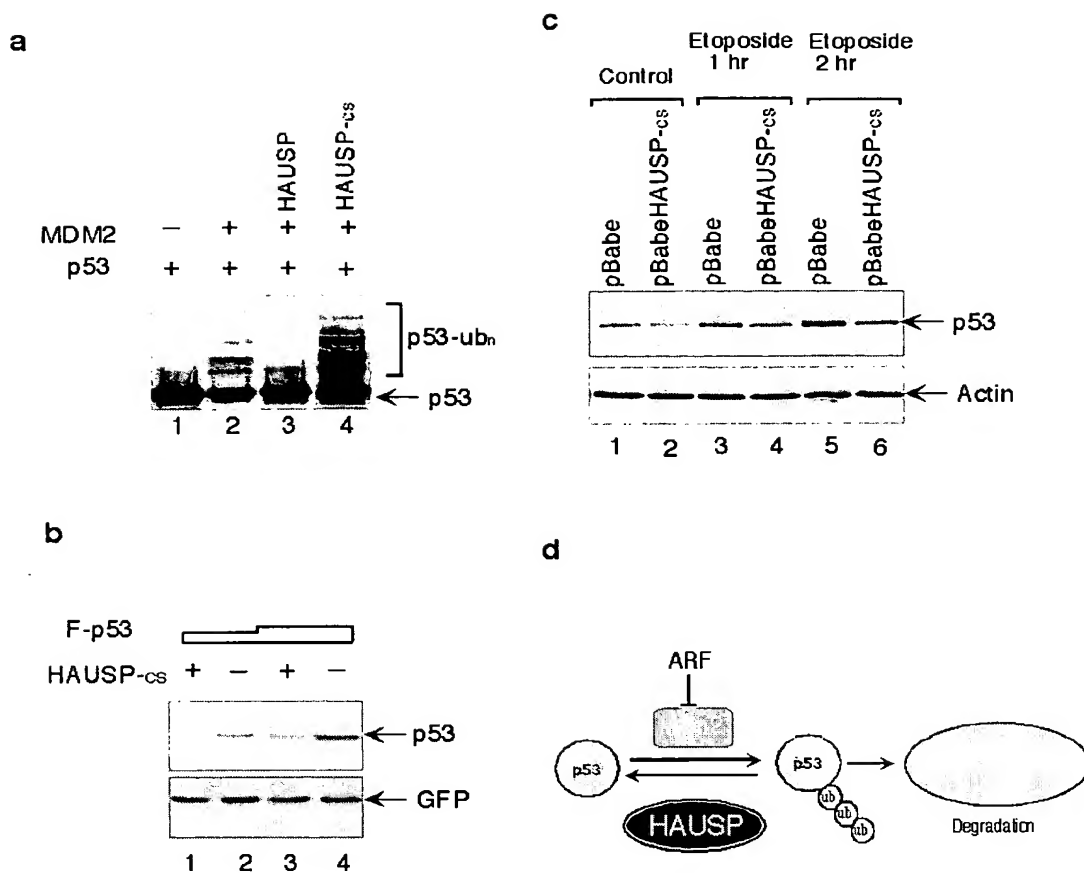 a
HAUSP
HAUSP-cs
MDM2 — + + +
p53 + + + +
p53-ubn
p53
1 2 3 4
b
F-p53
HAUSP-cs + — + —
p53
GFP
1 2 3 4
c
Control
Etoposide
1 hr
Etoposide
2 hr
pBabe
pBabeHAUSP-cs
pBabe
pBabeHAUSP-cs
pBabe
pBabeHAUSP-cs
p53
Actin
1 2 3 4 5 6
d
ARF
p53
p53
ub
ub
ub
HAUSP
Degradation